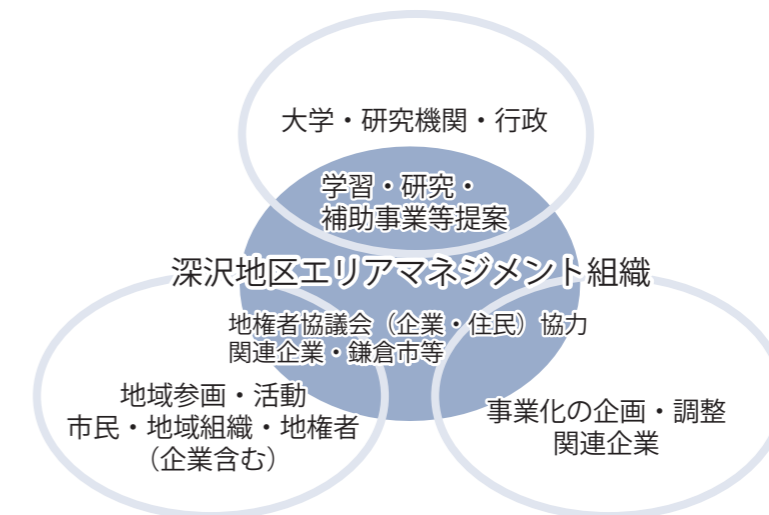 大学・研究機関・行政
学習・研究・
補助事業等提案
深沢地区エリアマネジメント組織
地権者協議会（企業・住民）協力
関連企業・鎌倉市等
地域参画・活動
市民・地域組織・地権者
（企業含む）
事業化の企画・調整
関連企業